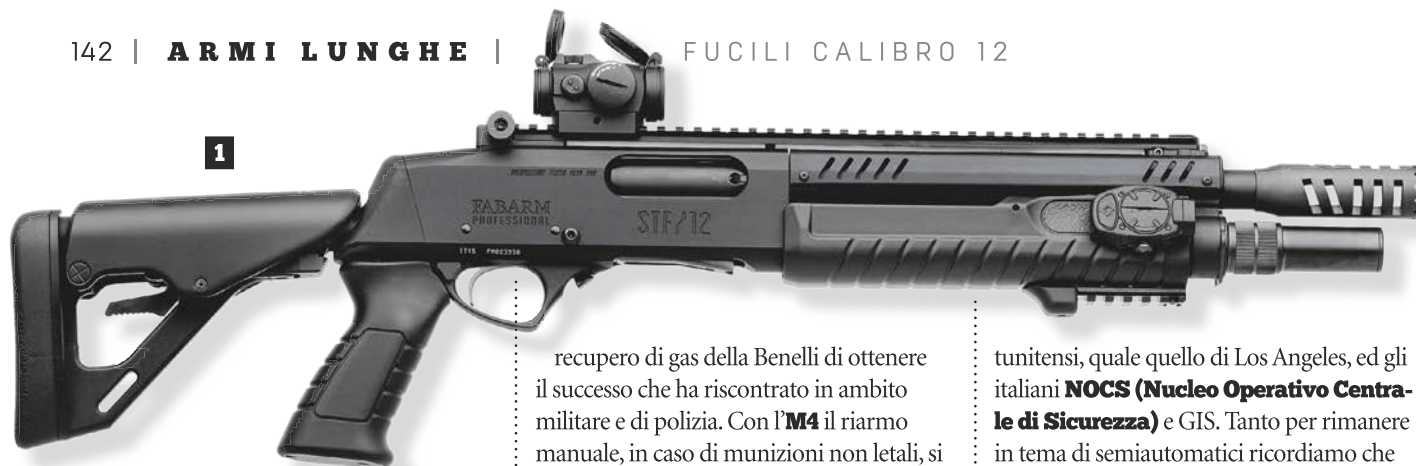 142 | ARMI LUNGHE | FUCILI CALIBRO 12
1
FABARM
PROFESSIONAL
STF/12
recupero di gas della Benelli di ottenere
il successo che ha riscontrato in ambito
militare e di polizia. Con l'M4 il riarmo
manuale, in caso di munizioni non letali, si
tunitensi, quale quello di Los Angeles, ed gli
italiani NOCS (Nucleo Operativo Centra-
le di Sicurezza) e GIS. Tanto per rimanere
in tema di semiautomatici ricordiamo che